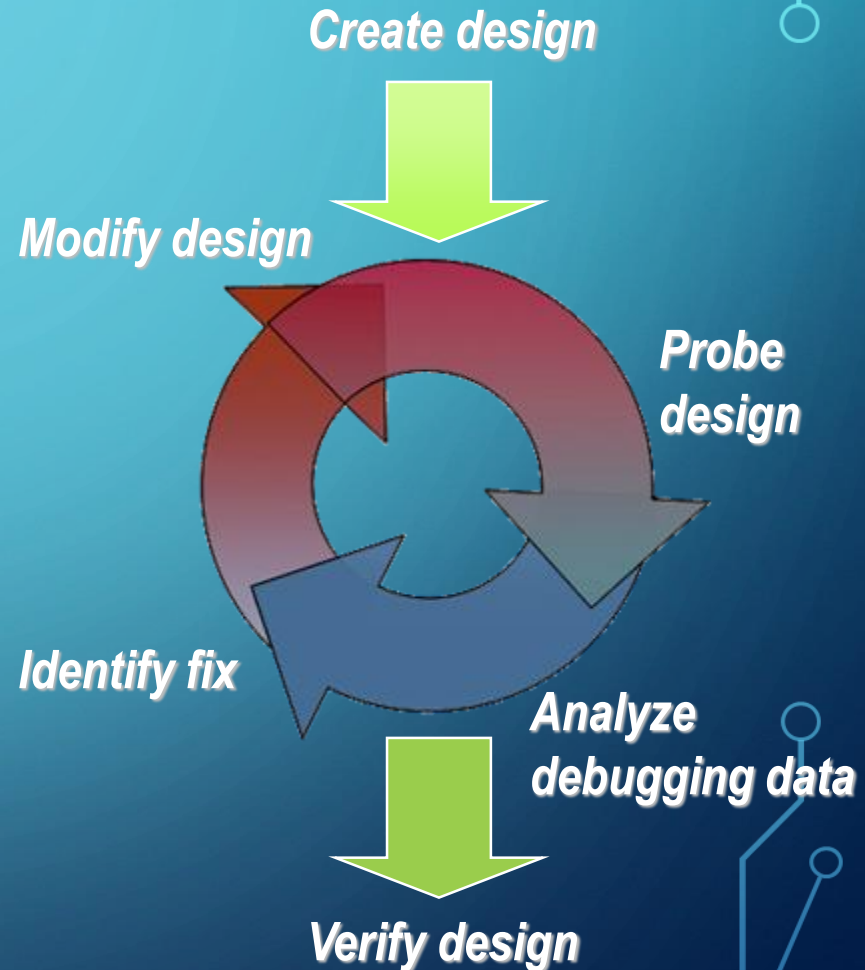 Create design
Modify design
Probe
design
Identify fix
Analyze
debugging data
Verify design